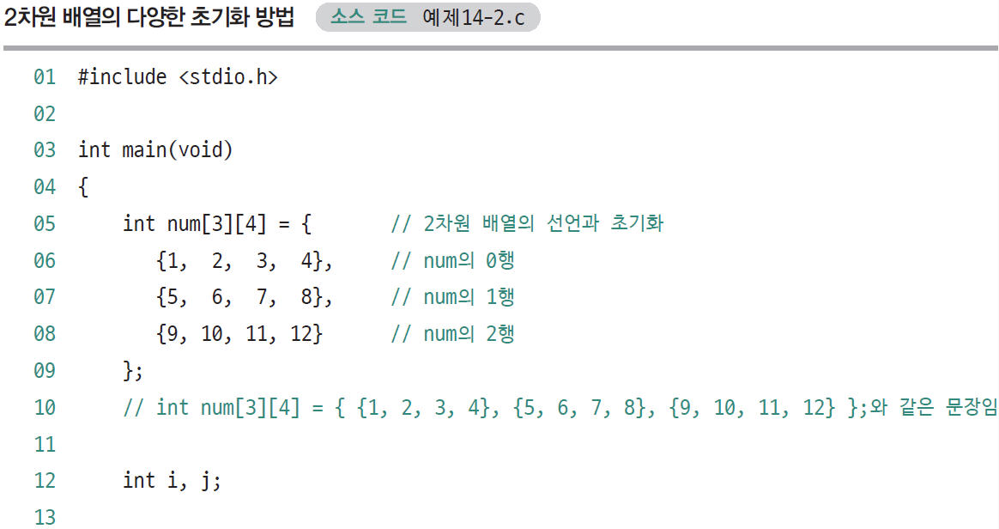 2차원 배열의 다양한 초기화 방법 소스 코드 예제14-2.c
01 #include <stdio.h>
02
03 int main(void)
04 {
05     int num[3][4] = {       // 2차원 배열의 선언과 초기화
06        {1,  2,  3,  4},     // num의 0행
07        {5,  6,  7,  8},     // num의 1행
08        {9, 10, 11, 12}      // num의 2행
09     };
10     // int num[3][4] = { {1, 2, 3, 4}, {5, 6, 7, 8}, {9, 10, 11, 12} };와 같은 문장임
11
12     int i, j;
13